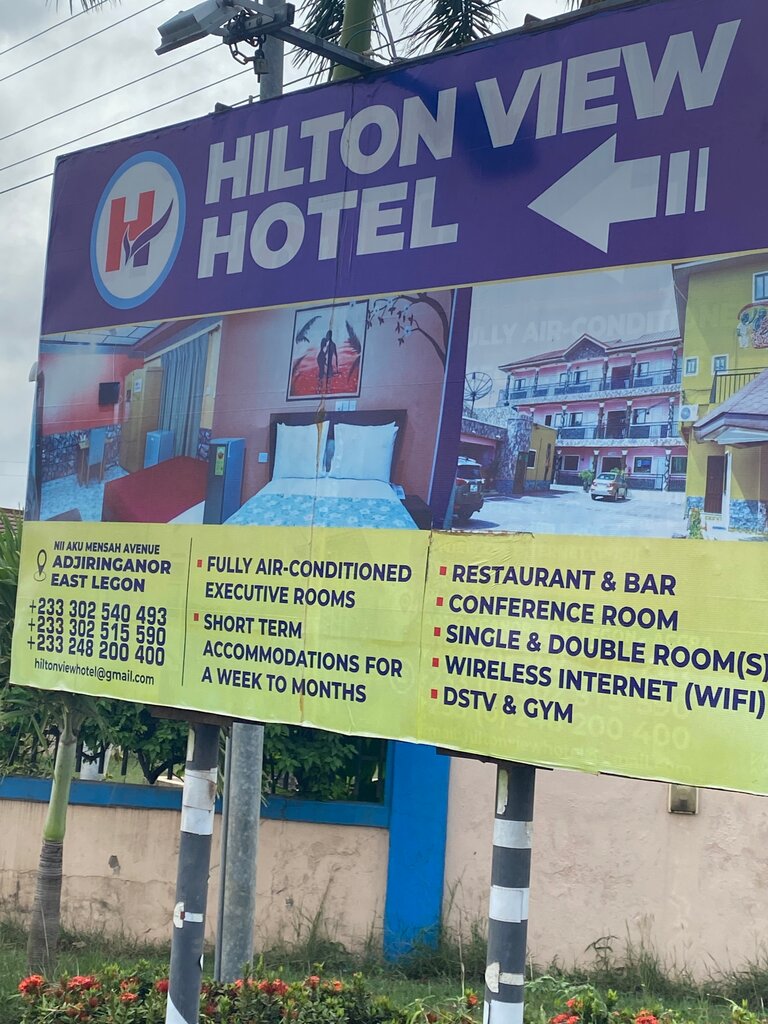 HILTON VIEW
HOTEL
H
NII AKU MENSAH AVENUE
ADJIRINGANOR
EAST LEGON
+233 302 540 493
+233 302 515 590
+233 248 200 400
hiltonviewhotel@gmail.com
▪ FULLY AIR-CONDITIONED
EXECUTIVE ROOMS
▪ SHORT TERM
ACCOMMODATIONS FOR
A WEEK TO MONTHS
▪ RESTAURANT & BAR
▪ CONFERENCE ROOM
▪ SINGLE & DOUBLE ROOM(S)
▪ WIRELESS INTERNET (WIFI)
▪ DSTV & GYM